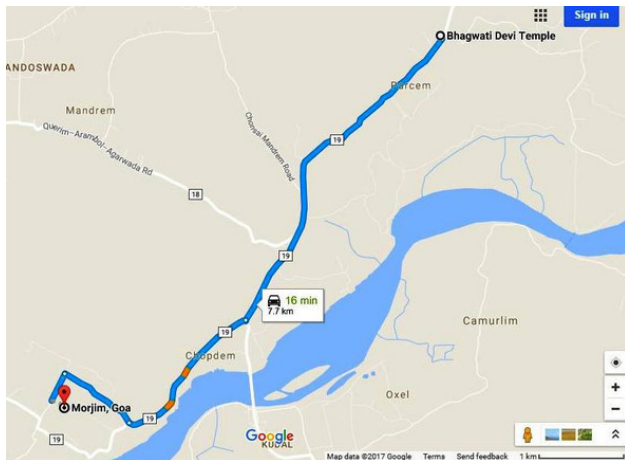 Sign in
Bhagwati Devi Temple
ANDOSWADA
Parcem
Mandrem
Querim-Arambol-Agarwada Rd
Chonsai Mandrem Road
19
18
19
16 min
7.7 km
19
Camurlim
Chopdem
Oxel
Morjim, Goa
19
19
Google
KUDAL
Map data ©2017 Google Terms Send feedback 1 km